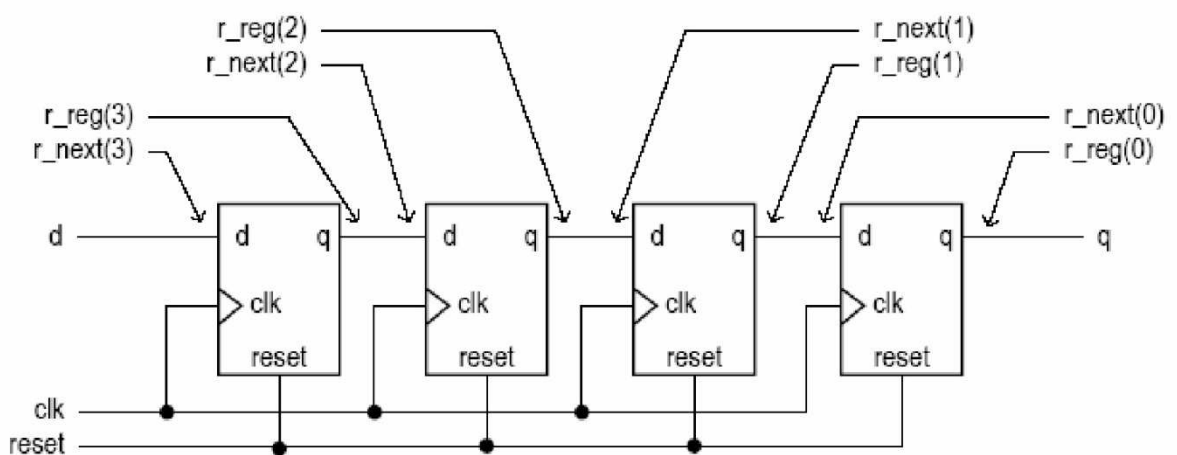 r_reg(2)
r_next(2)
r_reg(3)
r_next(3)
r_next(1)
r_reg(1)
r_next(0)
r_reg(0)
d
d q
d q
d q
d q
q
clk
clk
clk
clk
reset
reset
reset
reset
clk
reset